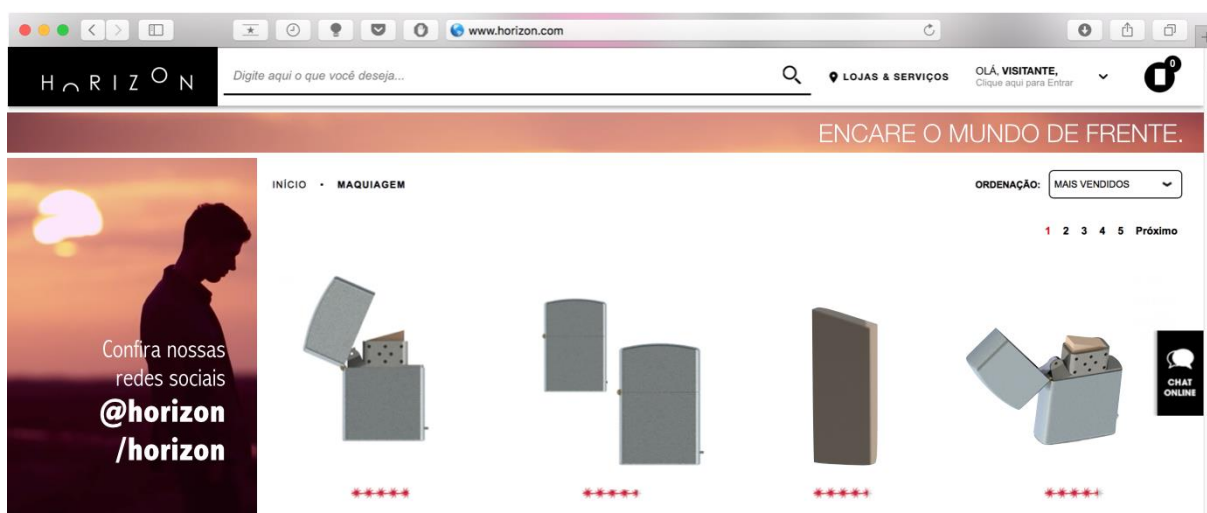 www.horizon.com
HORIZON
Digite aqui o que você deseja...
LOJAS & SERVIÇOS
OLÁ, VISITANTE,
Clique aqui para Entrar
0
ENCARE O MUNDO DE FRENTE.
INÍCIO · MAQUIAGEM
ORDENAÇÃO: MAIS VENDIDOS
1 2 3 4 5 Próximo
Confira nossas
redes sociais
@horizon
/horizon
CHAT
ONLINE